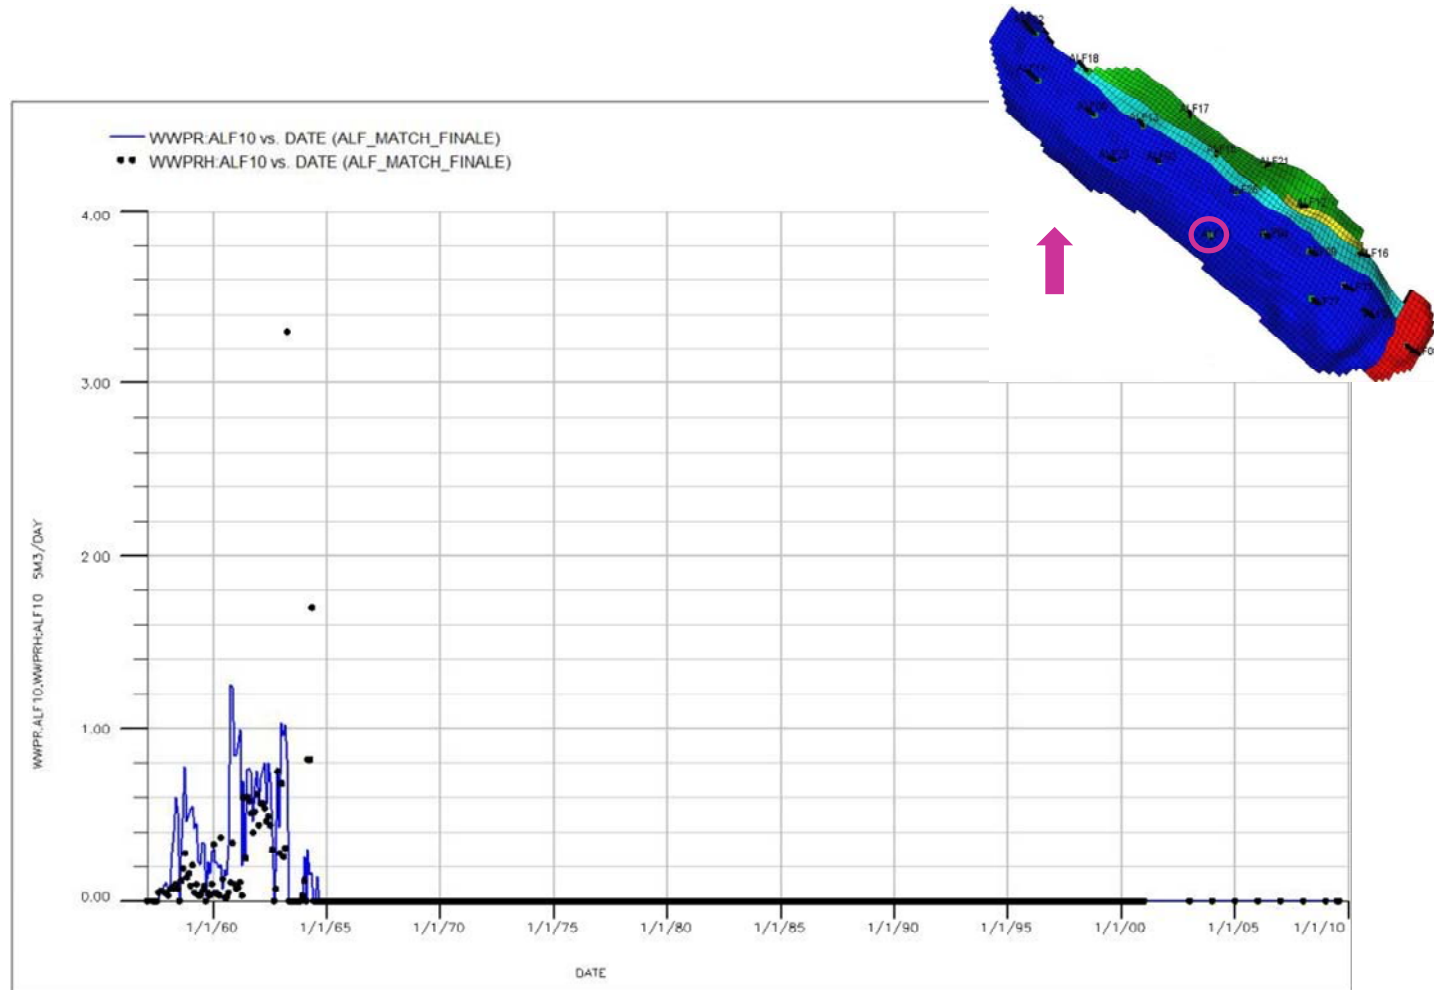 WWPR:ALF10 vs. DATE (ALF_MATCH_FINALE)
WWPRH:ALF10 vs. DATE (ALF_MATCH_FINALE)
ALF18
ALF17
ALF21
ALF16
4.00
3.00
2.00
1.00
0.00
WWPR:ALF10,WWPRH:ALF10 SM3/DAY
1/1/60 1/1/65 1/1/70 1/1/75 1/1/80 1/1/85 1/1/90 1/1/95 1/1/00 1/1/05 1/1/10
DATE